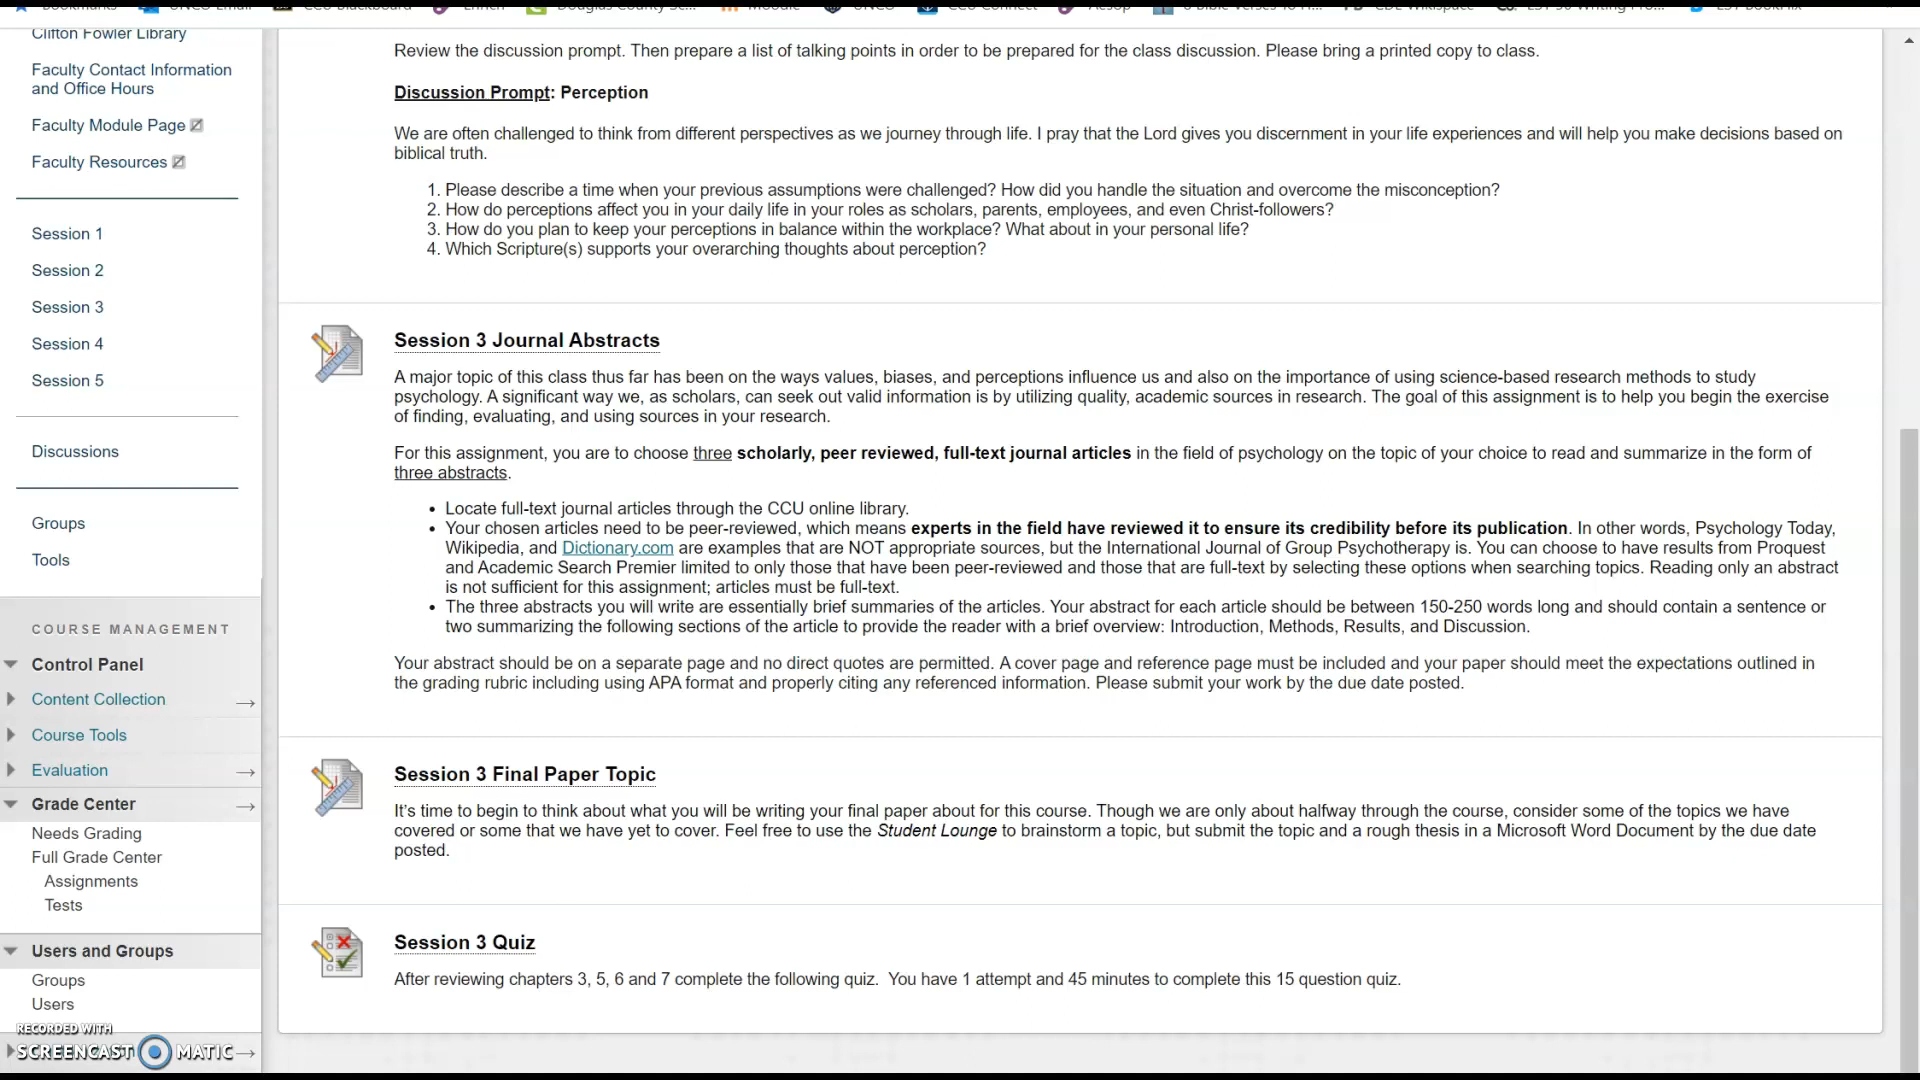 Clifton Fowler Library
Faculty Contact Information
and Office Hours
Faculty Module Page
Faculty Resources
Session 1
Session 2
Session 3
Session 4
Session 5
Discussions
Groups
Tools
COURSE MANAGEMENT
Control Panel
Content Collection
Course Tools
Evaluation
Grade Center
Needs Grading
Full Grade Center
Assignments
Tests
Users and Groups
Groups
Users
RECORDED WITH
SCREENCAST MATIC
Review the discussion prompt. Then prepare a list of talking points in order to be prepared for the class discussion. Please bring a printed copy to class.
Discussion Prompt: Perception
We are often challenged to think from different perspectives as we journey through life. I pray that the Lord gives you discernment in your life experiences and will help you make decisions based on
biblical truth.
1. Please describe a time when your previous assumptions were challenged? How did you handle the situation and overcome the misconception?
2. How do perceptions affect you in your daily life in your roles as scholars, parents, employees, and even Christ-followers?
3. How do you plan to keep your perceptions in balance within the workplace? What about in your personal life?
4. Which Scripture(s) supports your overarching thoughts about perception?
Session 3 Journal Abstracts
A major topic of this class thus far has been on the ways values, biases, and perceptions influence us and also on the importance of using science-based research methods to study
psychology. A significant way we, as scholars, can seek out valid information is by utilizing quality, academic sources in research. The goal of this assignment is to help you begin the exercise
of finding, evaluating, and using sources in your research.
For this assignment, you are to choose three scholarly, peer reviewed, full-text journal articles in the field of psychology on the topic of your choice to read and summarize in the form of
three abstracts.
• Locate full-text journal articles through the CCU online library.
• Your chosen articles need to be peer-reviewed, which means experts in the field have reviewed it to ensure its credibility before its publication. In other words, Psychology Today,
Wikipedia, and Dictionary.com are examples that are NOT appropriate sources, but the International Journal of Group Psychotherapy is. You can choose to have results from Proquest
and Academic Search Premier limited to only those that have been peer-reviewed and those that are full-text by selecting these options when searching topics. Reading only an abstract
is not sufficient for this assignment; articles must be full-text.
• The three abstracts you will write are essentially brief summaries of the articles. Your abstract for each article should be between 150-250 words long and should contain a sentence or
two summarizing the following sections of the article to provide the reader with a brief overview: Introduction, Methods, Results, and Discussion.
Your abstract should be on a separate page and no direct quotes are permitted. A cover page and reference page must be included and your paper should meet the expectations outlined in
the grading rubric including using APA format and properly citing any referenced information. Please submit your work by the due date posted.
Session 3 Final Paper Topic
It's time to begin to think about what you will be writing your final paper about for this course. Though we are only about halfway through the course, consider some of the topics we have
covered or some that we have yet to cover. Feel free to use the Student Lounge to brainstorm a topic, but submit the topic and a rough thesis in a Microsoft Word Document by the due date
posted.
Session 3 Quiz
After reviewing chapters 3, 5, 6 and 7 complete the following quiz. You have 1 attempt and 45 minutes to complete this 15 question quiz.